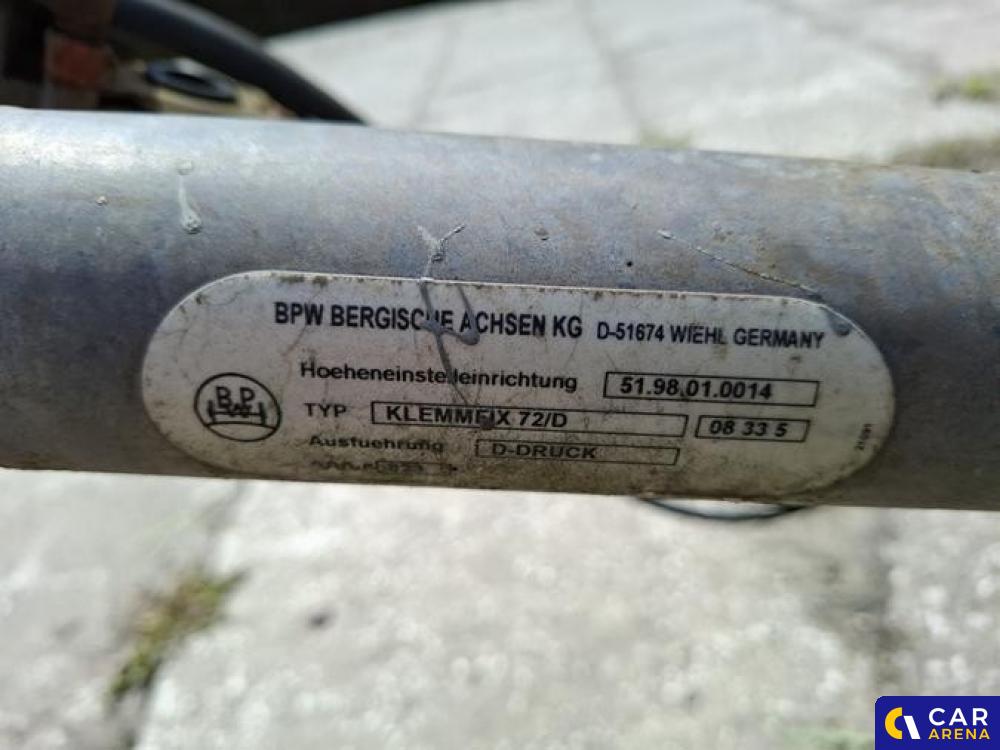 BPW BERGISCHE ACHSEN KG D-51674 WIEHL GERMANY
Hoeheneinstelleinrichtung 51.98.01.0014
BPW
TYP KLEMMFIX 72/D 08 33 5
Ausfuehrung D-DRUCK
CAR
ARENA